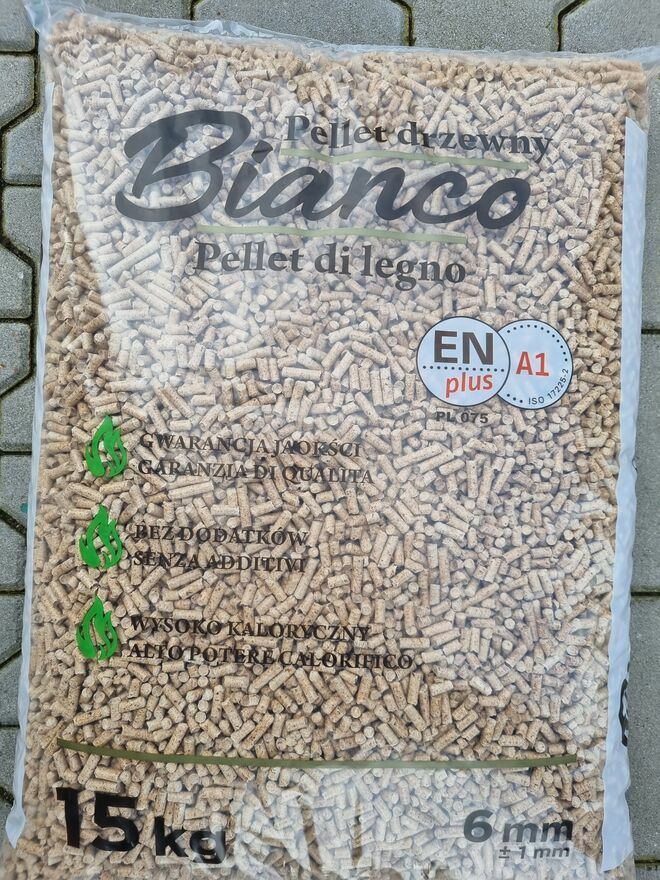 Pellet drzewny
Bianco
Pellet di legno
EN
plus
A1
ISO 17225-2
PL 075
GWARANCJA JAOKŚCI
GARANZIA DI QUALITA
BEZ DODATKÓW
SENZA ADDITIVI
WYSOKO KALORYCZNY
ALTO POTERE CALORIFICO
15 kg
6 mm
± 1 mm